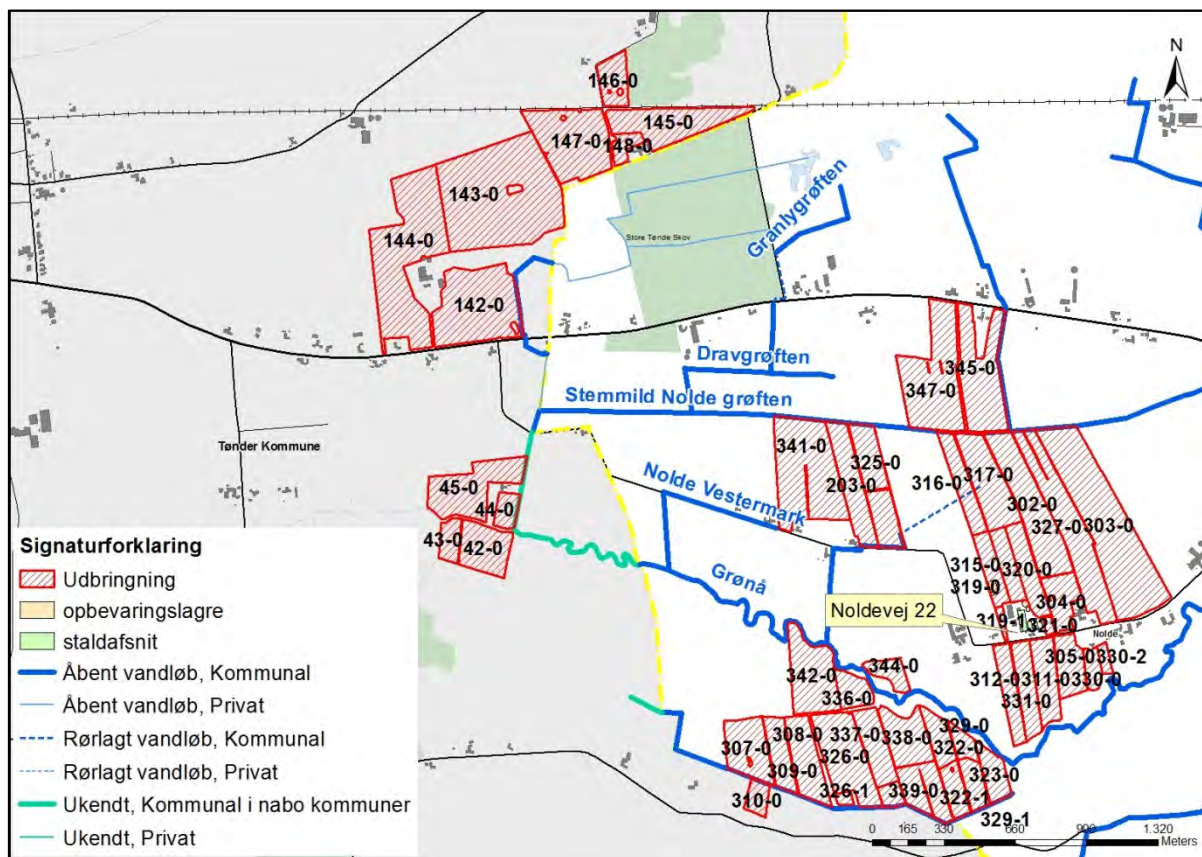 N
146-0
145-0
147-0
148-0
143-0
144-0
142-0
Granlygrøften
Store Tønde Skov
Dravgrøften
345-0
347-0
Stemmild Nolde grøften
Tønder Kommune
341-0
325-0
203-0
316-0
317-0
302-0
327-0
303-0
45-0
44-0
43-0
42-0
Nolde Vestermark
Grønå
315-0
320-0
319-0
304-0
319-1
321-0
Noldevej 22
Nolde
305-0
330-2
312-0
311-0
330-0
331-0
344-0
342-0
336-0
329-0
308-0
337-0
338-0
307-0
326-0
322-0
309-0
323-0
310-0
326-1
339-0
322-1
329-1
Signaturforklaring
Udbringning
opbevaringslagre
staldafsnit
Åbent vandløb, Kommunal
Åbent vandløb, Privat
Rørlagt vandløb, Kommunal
Rørlagt vandløb, Privat
Ukendt, Kommunal i nabo kommuner
Ukendt, Privat
0 165 330 660 990 1.320
Meters